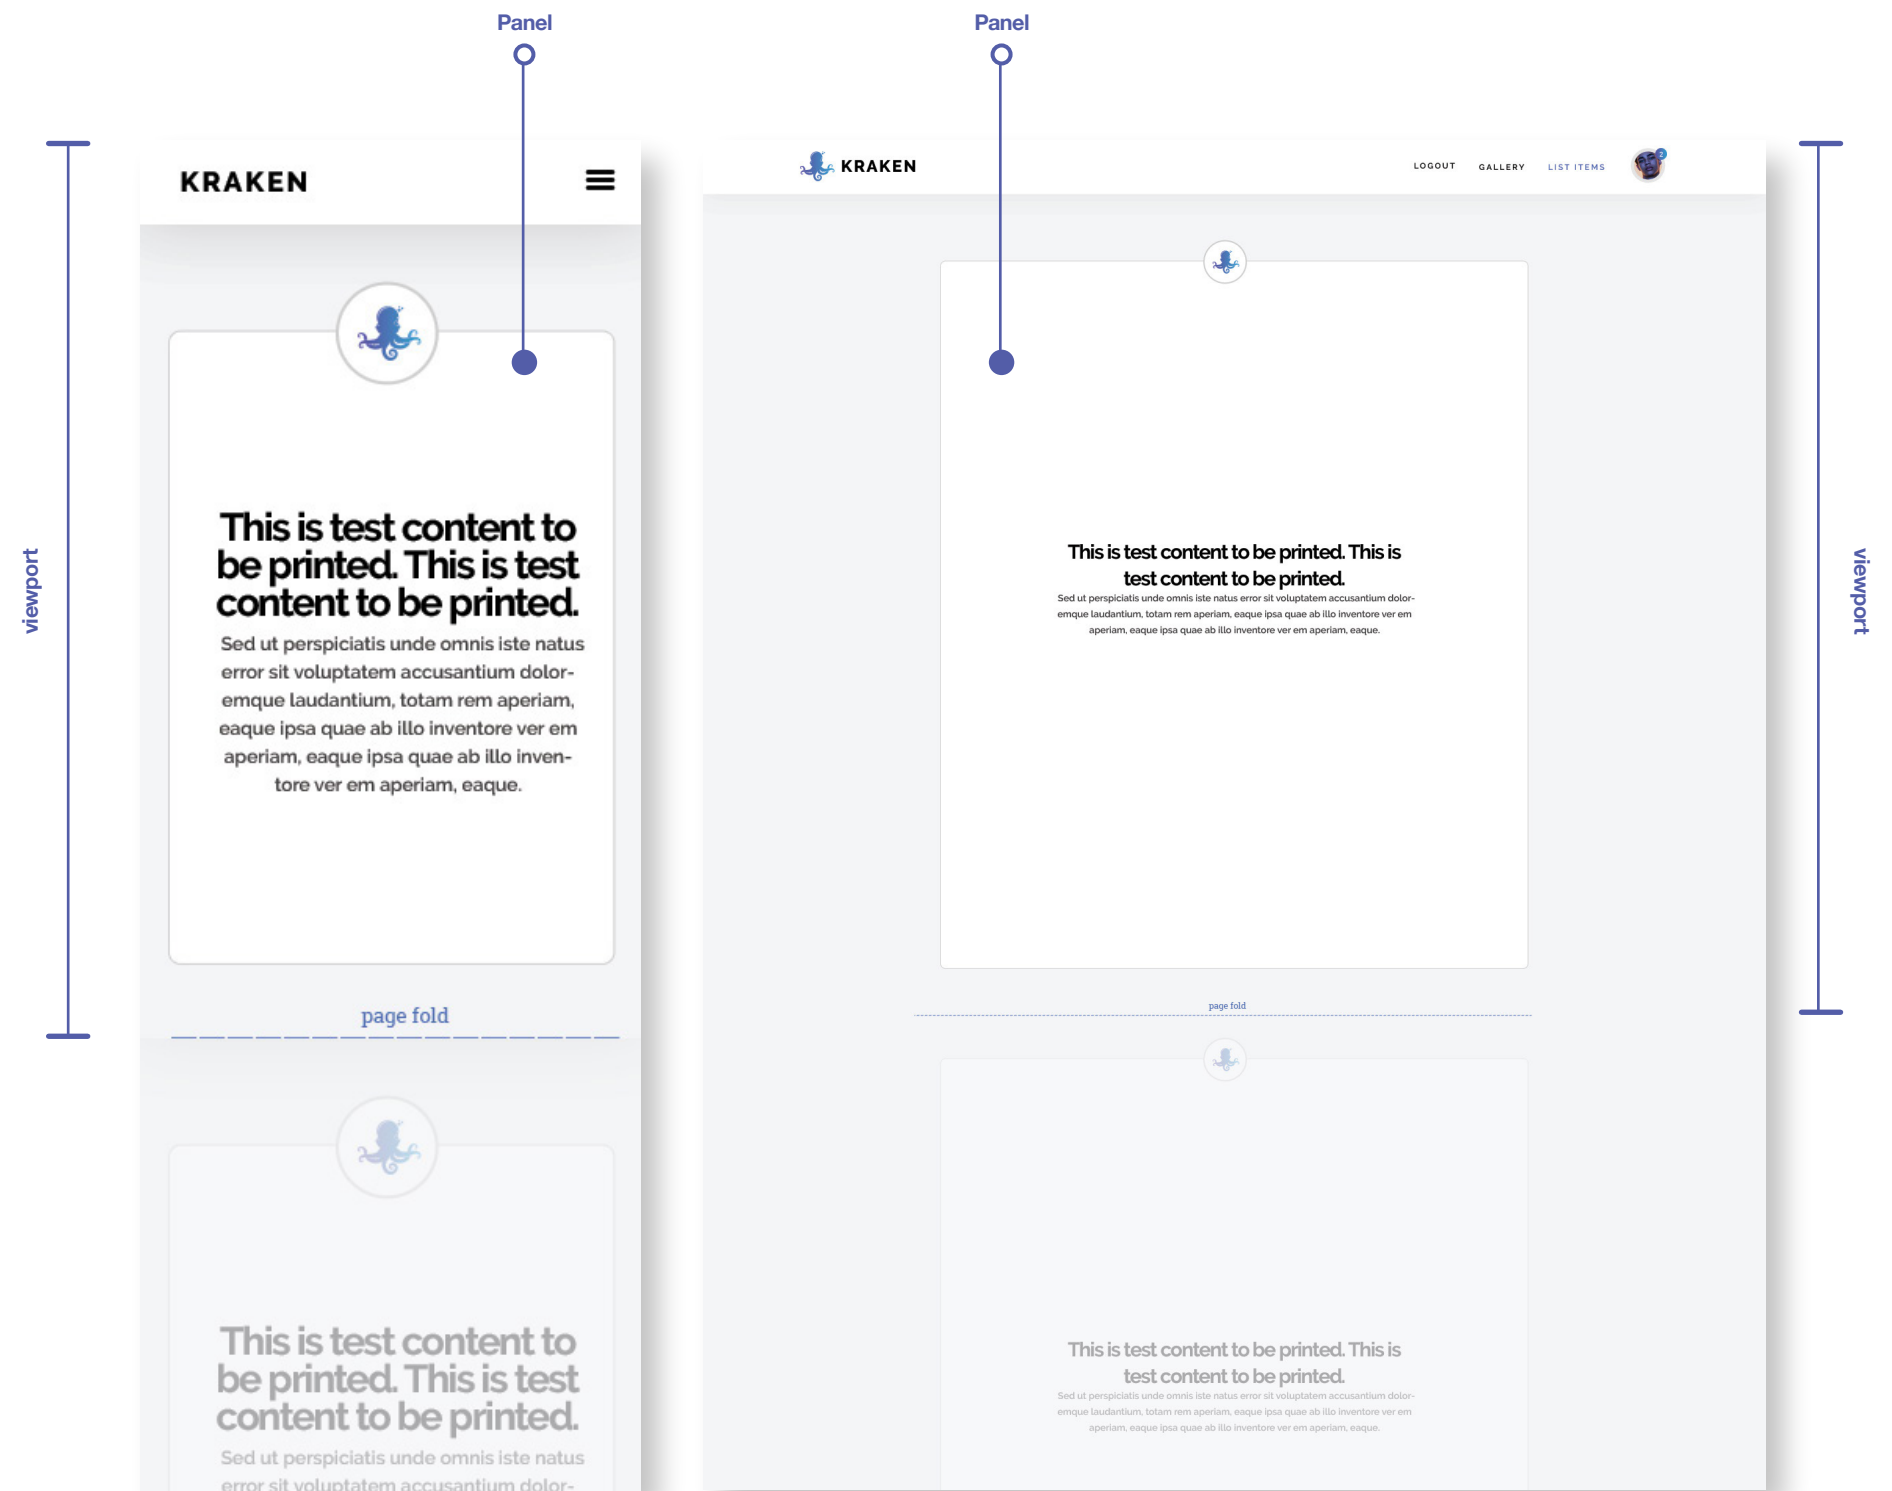 Panel
Panel
viewport
KRAKEN
This is test content to
be printed. This is test
content to be printed.
Sed ut perspiciatis unde omnis iste natus
error sit voluptatem accusantium dolor-
emque laudantium, totam rem aperiam,
eaque ipsa quae ab illo inventore ver em
aperiam, eaque ipsa quae ab illo inven-
tore ver em aperiam, eaque.
page fold
This is test content to
be printed. This is test
content to be printed.
Sed ut perspiciatis unde omnis iste natus
error sit voluptatem accusantium dolor-
KRAKEN
LOGOUT GALLERY LIST ITEMS
2
This is test content to be printed. This is
test content to be printed.
Sed ut perspiciatis unde omnis iste natus error sit voluptatem accusantium dolor-
emque laudantium, totam rem aperiam, eaque ipsa quae ab illo inventore ver em
aperiam, eaque ipsa quae ab illo inventore ver em aperiam, eaque.
page fold
This is test content to be printed. This is
test content to be printed.
Sed ut perspiciatis unde omnis iste natus error sit voluptatem accusantium dolor-
emque laudantium, totam rem aperiam, eaque ipsa quae ab illo inventore ver em
aperiam, eaque ipsa quae ab illo inventore ver em aperiam, eaque.
viewport